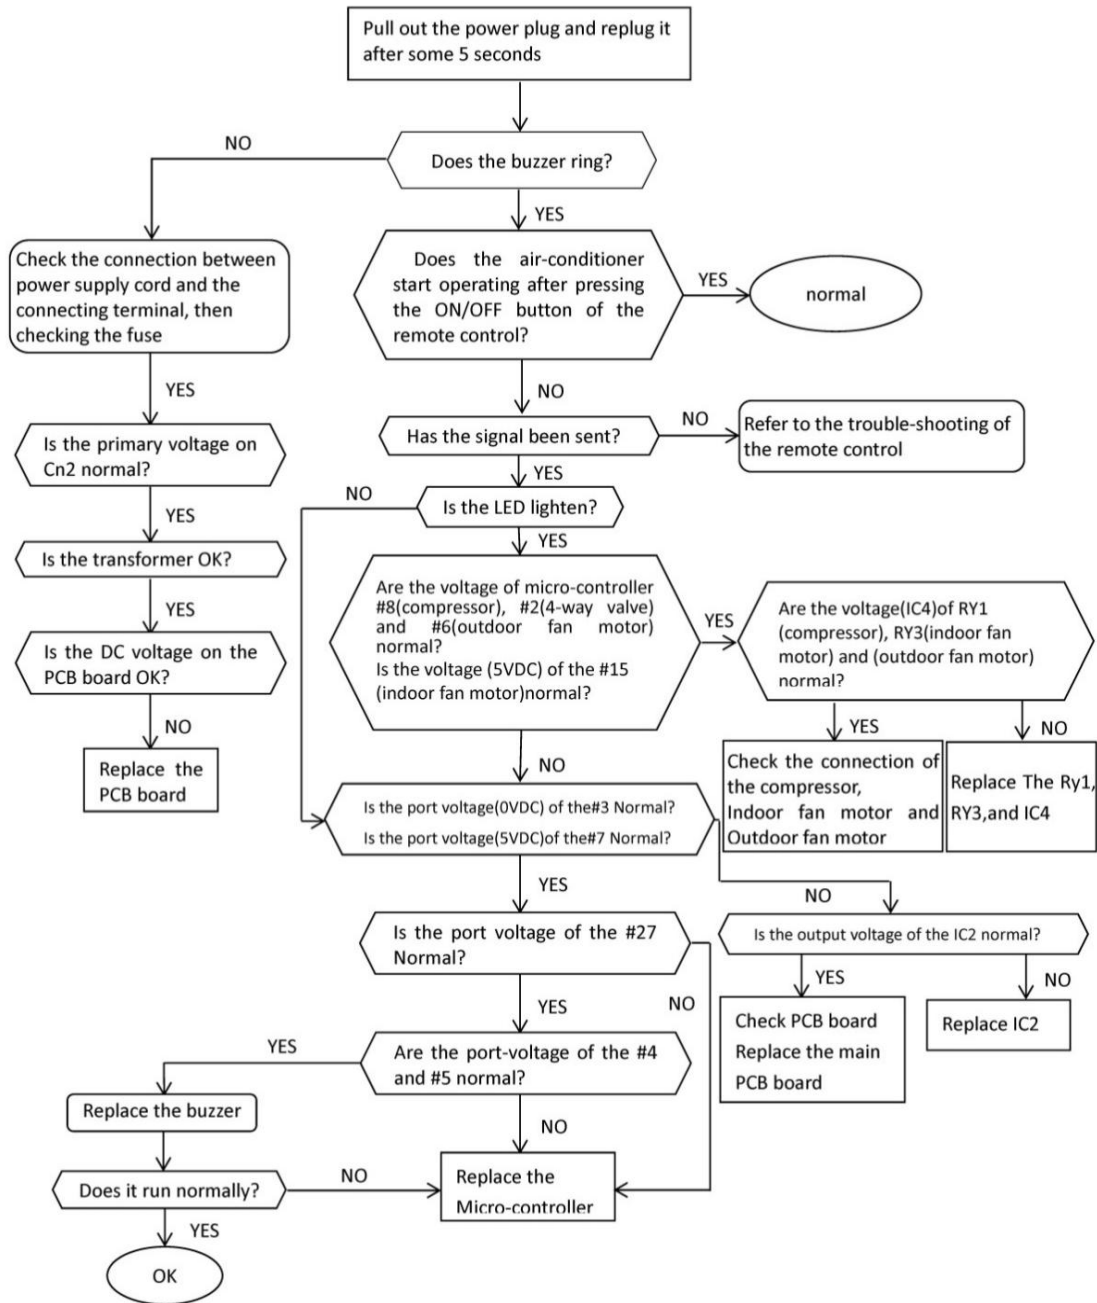 Pull out the power plug and replug it
after some 5 seconds
NO
Does the buzzer ring?
YES
Check the connection between
power supply cord and the
connecting terminal, then
checking the fuse
Does the air-conditioner
start operating after pressing
the ON/OFF button of the
remote control?
YES
normal
YES
NO
Is the primary voltage on
Cn2 normal?
Has the signal been sent?
NO
Refer to the trouble-shooting of
the remote control
YES
NO
Is the LED lighten?
YES
YES
Is the transformer OK?
YES
Is the DC voltage on the
PCB board OK?
NO
Replace the
PCB board
Are the voltage of micro-controller
#8(compressor), #2(4-way valve)
and #6(outdoor fan motor)
normal?
Is the voltage (5VDC) of the #15
(indoor fan motor)normal?
YES
Are the voltage(IC4)of RY1
(compressor), RY3(indoor fan
motor) and (outdoor fan motor)
normal?
YES
NO
Check the connection of
the compressor,
Indoor fan motor and
Outdoor fan motor
Replace The Ry1,
RY3,and IC4
NO
Is the port voltage(0VDC) of the#3 Normal?
Is the port voltage(5VDC)of the#7 Normal?
YES
NO
Is the port voltage of the #27
Normal?
Is the output voltage of the IC2 normal?
YES
NO
YES
NO
Check PCB board
Replace the main
PCB board
Replace IC2
YES
Are the port-voltage of the #4
and #5 normal?
Replace the buzzer
NO
Does it run normally?
NO
Replace the
Micro-controller
YES
OK